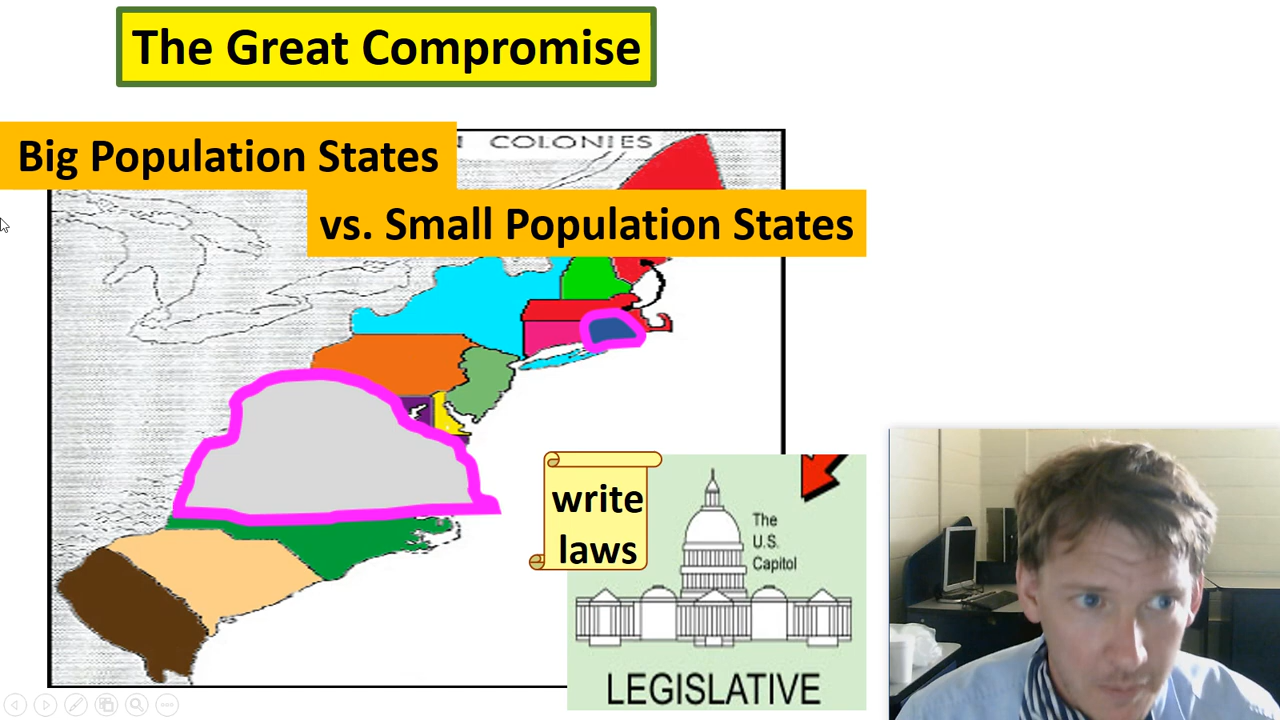 The Great Compromise
Big Population States
COLONIES
vs. Small Population States
write
laws
The
U.S.
Capitol
LEGISLATIVE